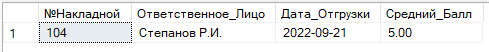 №Накладной Ответственное_Лицо Дата_Отгрузки Средний_Балл
1 104 Степанов Р.И. 2022-09-21 5.00